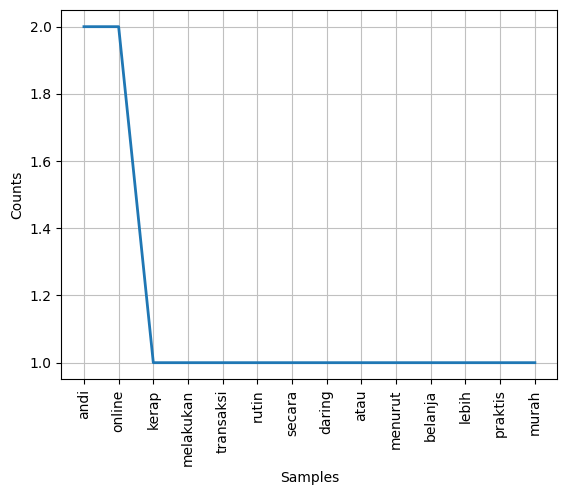 2.0
1.8
1.6
1.4
1.2
1.0
Counts
andi
online
kerap
melakukan
transaksi
rutin
secara
daring
atau
menurut
belanja
lebih
praktis
murah
Samples